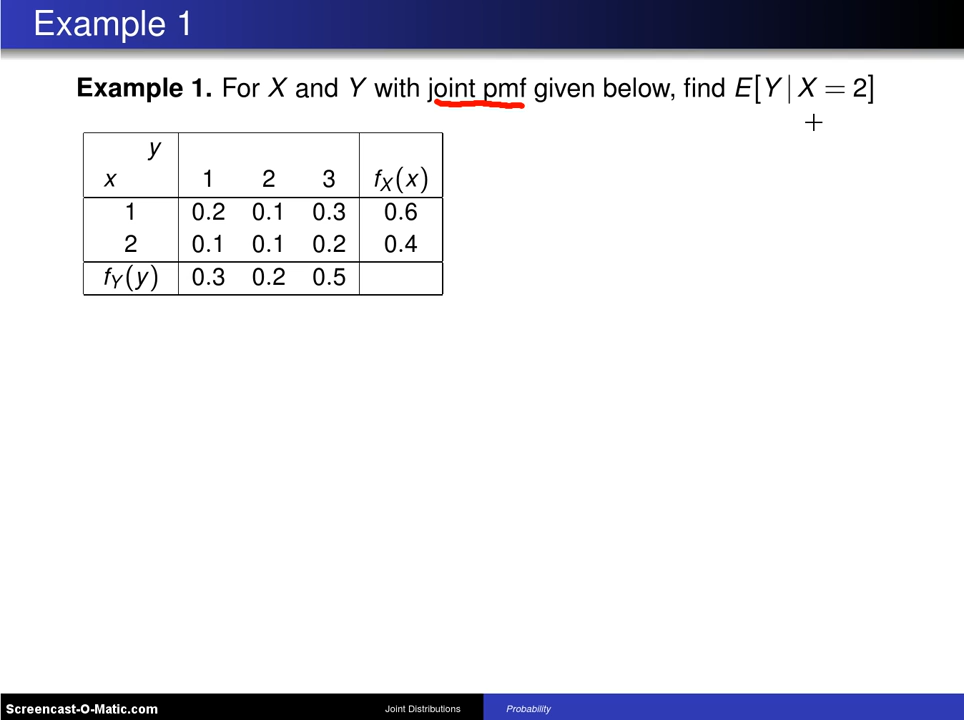 Example 1
Example 1. For X and Y with joint pmf given below, find E[Y | X = 2]
y
x 1 2 3 fX(x)
1 0.2 0.1 0.3 0.6
2 0.1 0.1 0.2 0.4
fY(y) 0.3 0.2 0.5
Screencast-O-Matic.com Joint Distributions Probability